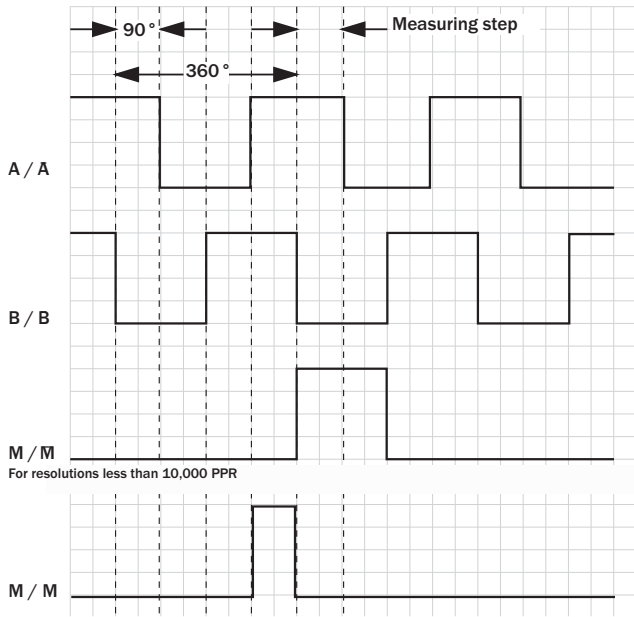 90°
Measuring step
360°
A / A̅
B / B
M / M̅
For resolutions less than 10,000 PPR
M / M